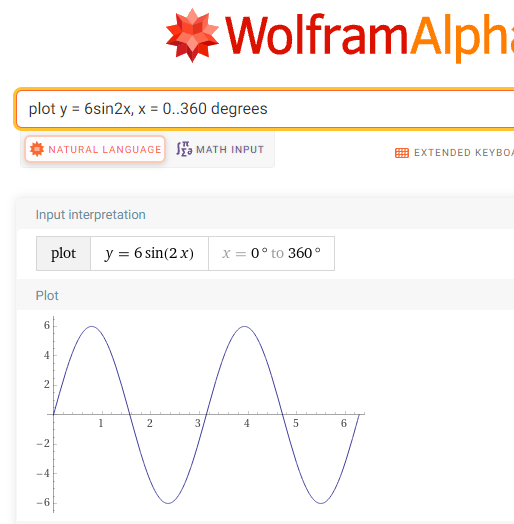 WolframAlpha
plot y = 6sin2x, x = 0..360 degrees
NATURAL LANGUAGE
∫Σ∂π MATH INPUT
EXTENDED KEYBOA
Input interpretation
plot y = 6 sin(2 x) x = 0° to 360°
Plot
6
4
2
1 2 3 4 5 6
−2
−4
−6